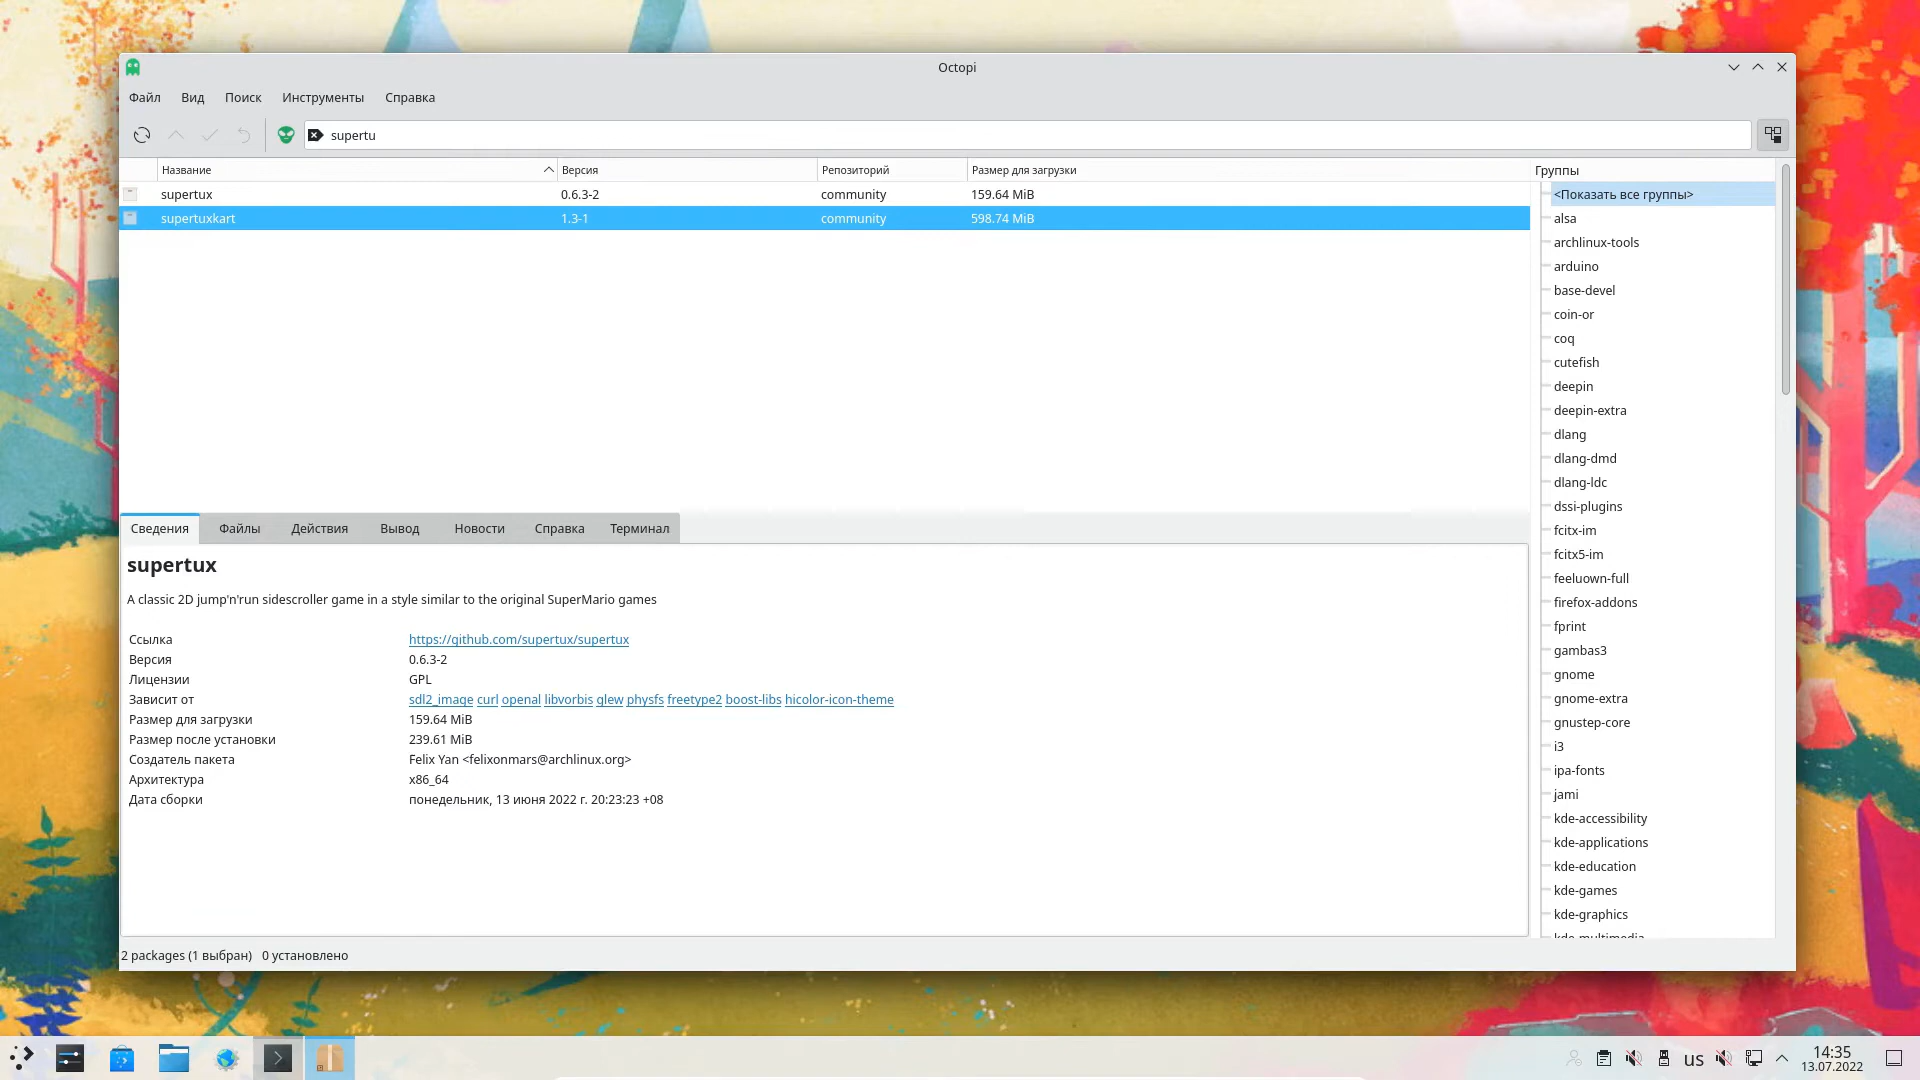 Octopi
Файл Вид Поиск Инструменты Справка
supertu
Название Версия Репозиторий Размер для загрузки
supertux 0.6.3-2 community 159.64 MiB
supertuxkart 1.3-1 community 598.74 MiB
Сведения Файлы Действия Вывод Новости Справка Терминал
supertux
A classic 2D jump'n'run sidescroller game in a style similar to the original SuperMario games
Ссылка https://github.com/supertux/supertux
Версия 0.6.3-2
Лицензии GPL
Зависит от sdl2_image curl openal libvorbis glew physfs freetype2 boost-libs hicolor-icon-theme
Размер для загрузки 159.64 MiB
Размер после установки 239.61 MiB
Создатель пакета Felix Yan <felixonmars@archlinux.org>
Архитектура x86_64
Дата сборки понедельник, 13 июня 2022 г. 20:23:23 +08
2 packages (1 выбран) 0 установлено
Группы
<Показать все группы>
alsa
archlinux-tools
arduino
base-devel
coin-or
coq
cutefish
deepin
deepin-extra
dlang
dlang-dmd
dlang-ldc
dssi-plugins
fcitx-im
fcitx5-im
feeluown-full
firefox-addons
fprint
gambas3
gnome
gnome-extra
gnustep-core
i3
ipa-fonts
jami
kde-accessibility
kde-applications
kde-education
kde-games
kde-graphics
kde-multimedia
us
14:35
13.07.2022